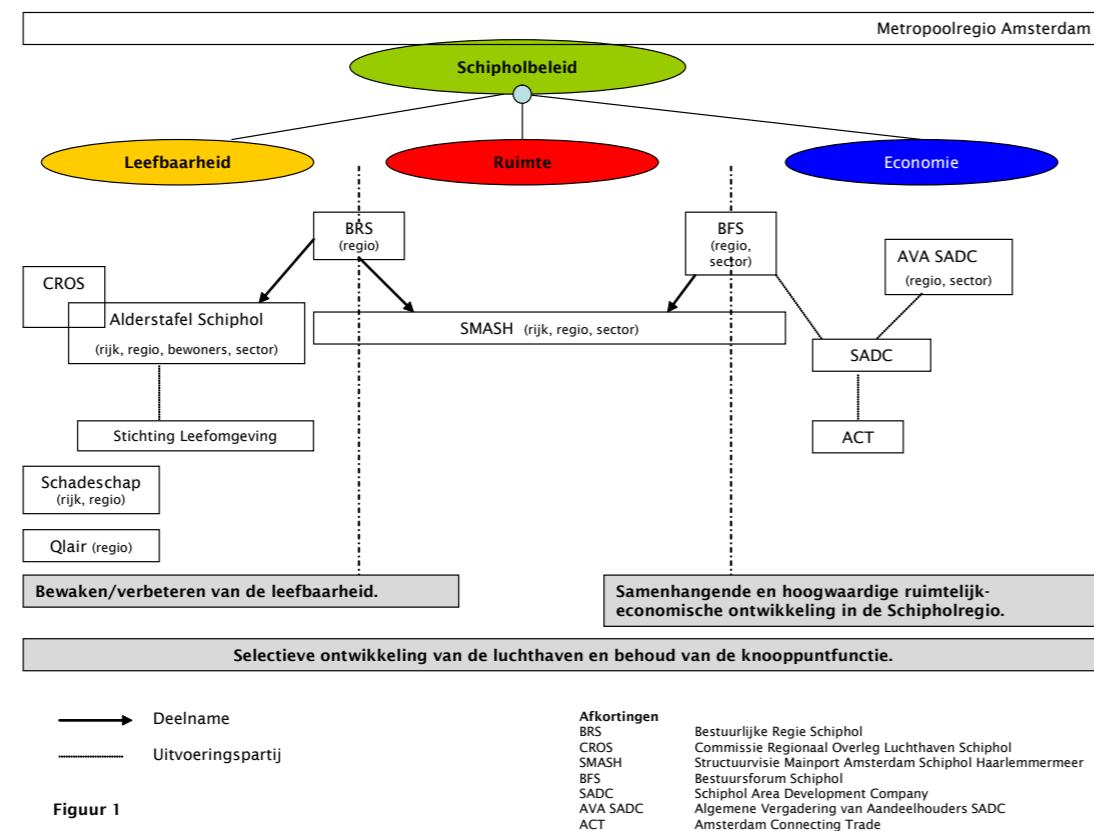 Metropoolregio Amsterdam
Schipholbeleid
Leefbaarheid
Ruimte
Economie
BRS
(regio)
BFS
(regio,
sector)
AVA SADC
(regio, sector)
CROS
Alderstafel Schiphol
(rijk, regio, bewoners, sector)
SMASH (rijk, regio, sector)
SADC
Stichting Leefomgeving
ACT
Schadeschap
(rijk, regio)
Qlair (regio)
Bewaken/verbeteren van de leefbaarheid.
Samenhangende en hoogwaardige ruimtelijk-
economische ontwikkeling in de Schipholregio.
Selectieve ontwikkeling van de luchthaven en behoud van de knooppuntfunctie.
Deelname
Uitvoeringspartij
Figuur 1
Afkortingen
BRS Bestuurlijke Regie Schiphol
CROS Commissie Regionaal Overleg Luchthaven Schiphol
SMASH Structuurvisie Mainport Amsterdam Schiphol Haarlemmermeer
BFS Bestuursforum Schiphol
SADC Schiphol Area Development Company
AVA SADC Algemene Vergadering van Aandeelhouders SADC
ACT Amsterdam Connecting Trade